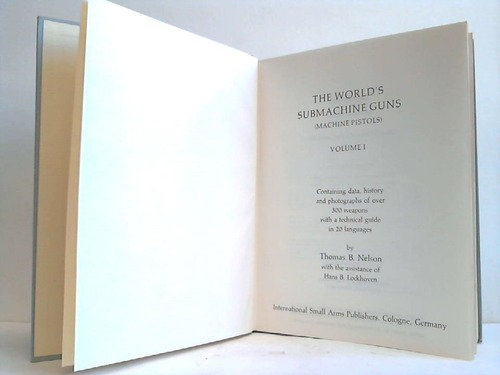 THE WORLD'S
SUBMACHINE GUNS
(MACHINE PISTOLS)
VOLUME I
Containing data, history
and photographs of over
300 weapons
with a technical guide
in 20 languages
by
Thomas B. Nelson
with the assistance of
Hans B. Lockhoven
International Small Arms Publishers. Cologne, Germany